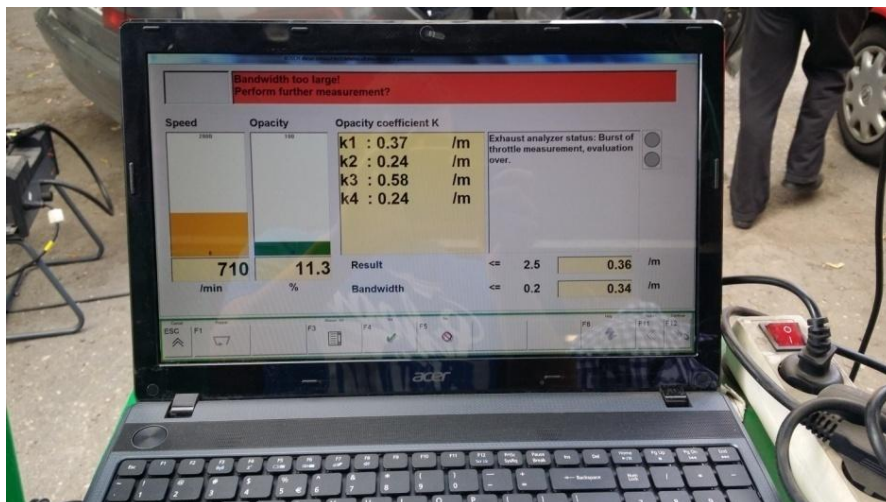 Bandwidth too large!
Perform further measurement?
Speed
Opacity
Opacity coefficient K
k1 : 0.37 /m
k2 : 0.24 /m
k3 : 0.58 /m
k4 : 0.24 /m
Exhaust analyzer status: Burst of
throttle measurement, evaluation
over.
710
/min
11.3
%
Result <= 2.5 0.36 /m
Bandwidth <= 0.2 0.34 /m
ESC F1 F3 F4 F5 F8 F11 F12
acer